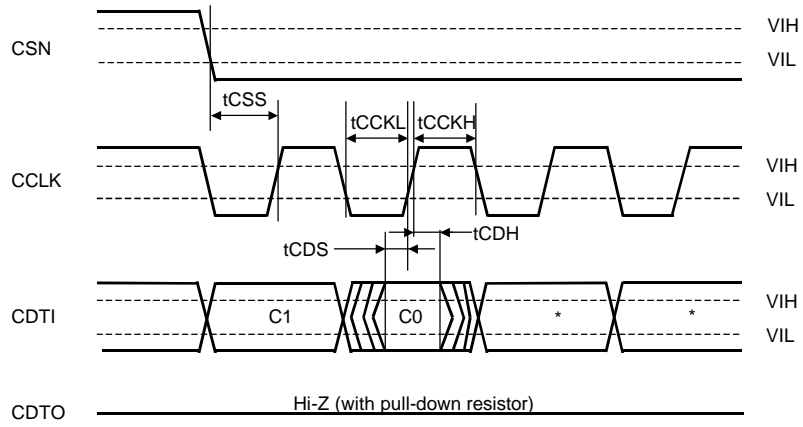 VIH
CSN
VIL
tCSS
tCCKL tCCKH
CCLK
VIH
VIL
tCDH
tCDS
VIH
CDTI
C1 C0 * *
VIL
Hi-Z (with pull-down resistor)
CDTO